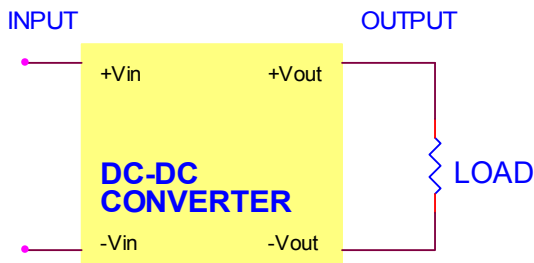 INPUT OUTPUT
+Vin +Vout
DC-DC
CONVERTER
LOAD
-Vin -Vout